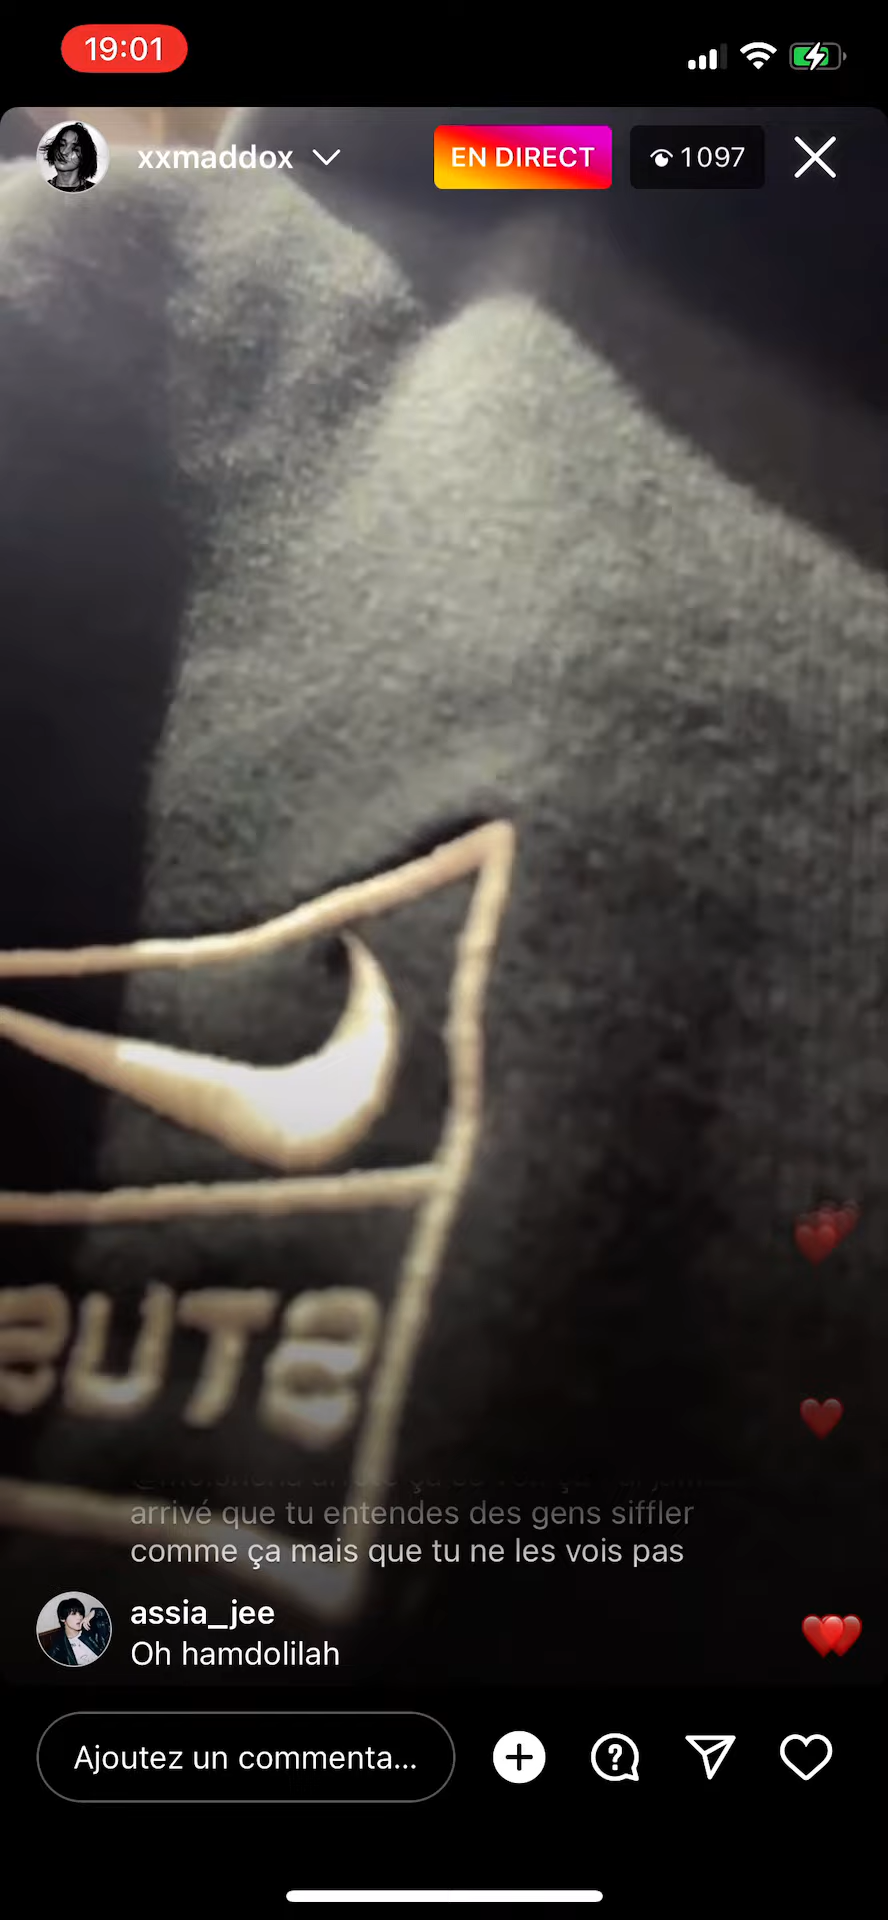 19:01
xxmaddox
EN DIRECT
1097
arrivé que tu entendes des gens siffler
comme ça mais que tu ne les vois pas
assia_jee
Oh hamdolilah
Ajoutez un commenta...